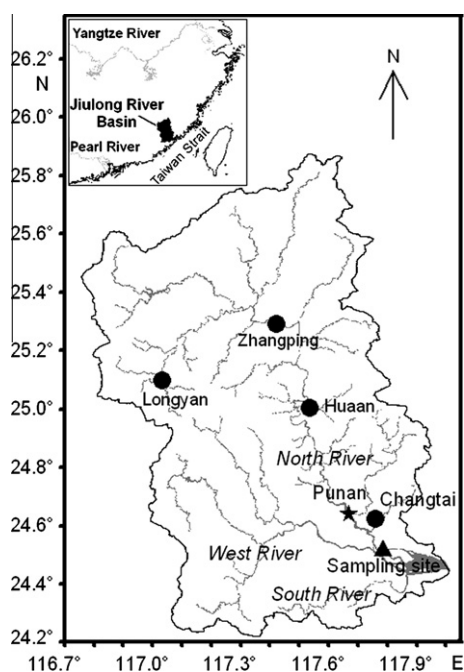 Yangtze River
Jiulong River
Basin
Pearl River
Taiwan Strait
N
26.2°
N
26.0°
25.8°
25.6°
25.4°
25.2°
25.0°
24.8°
24.6°
24.4°
24.2°
Zhangping
Longyan
Huaan
North River
Punan
Changtai
West River
Sampling site
South River
116.7°
117.0°
117.3°
117.6°
117.9°
E